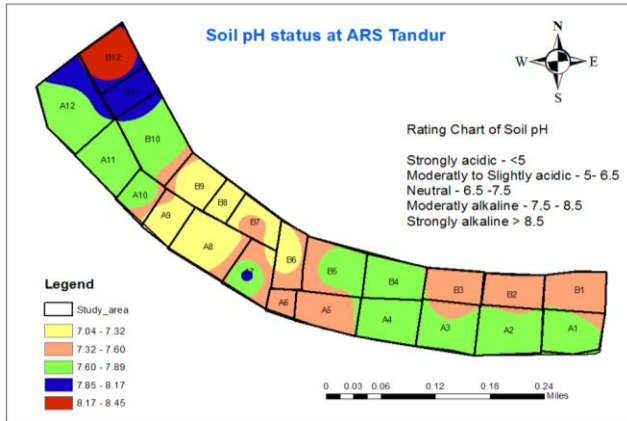 Soil pH status at ARS Tandur
N
W E
S
Rating Chart of Soil pH
Strongly acidic - <5
Moderately to Slightly acidic - 5- 6.5
Neutral - 6.5 -7.5
Moderately alkaline - 7.5 - 8.5
Strongly alkaline > 8.5
B12
B11
A12
B10
A11
A10
B9
B8
A9
B7
A8
B6
B5
B4
B3
B2
B1
A6
A5
A4
A3
A2
A1
Legend
Study_area
7.04 - 7.32
7.32 - 7.60
7.60 - 7.89
7.85 - 8.17
8.17 - 8.45
0 0.03 0.06 0.12 0.18 0.24
Miles